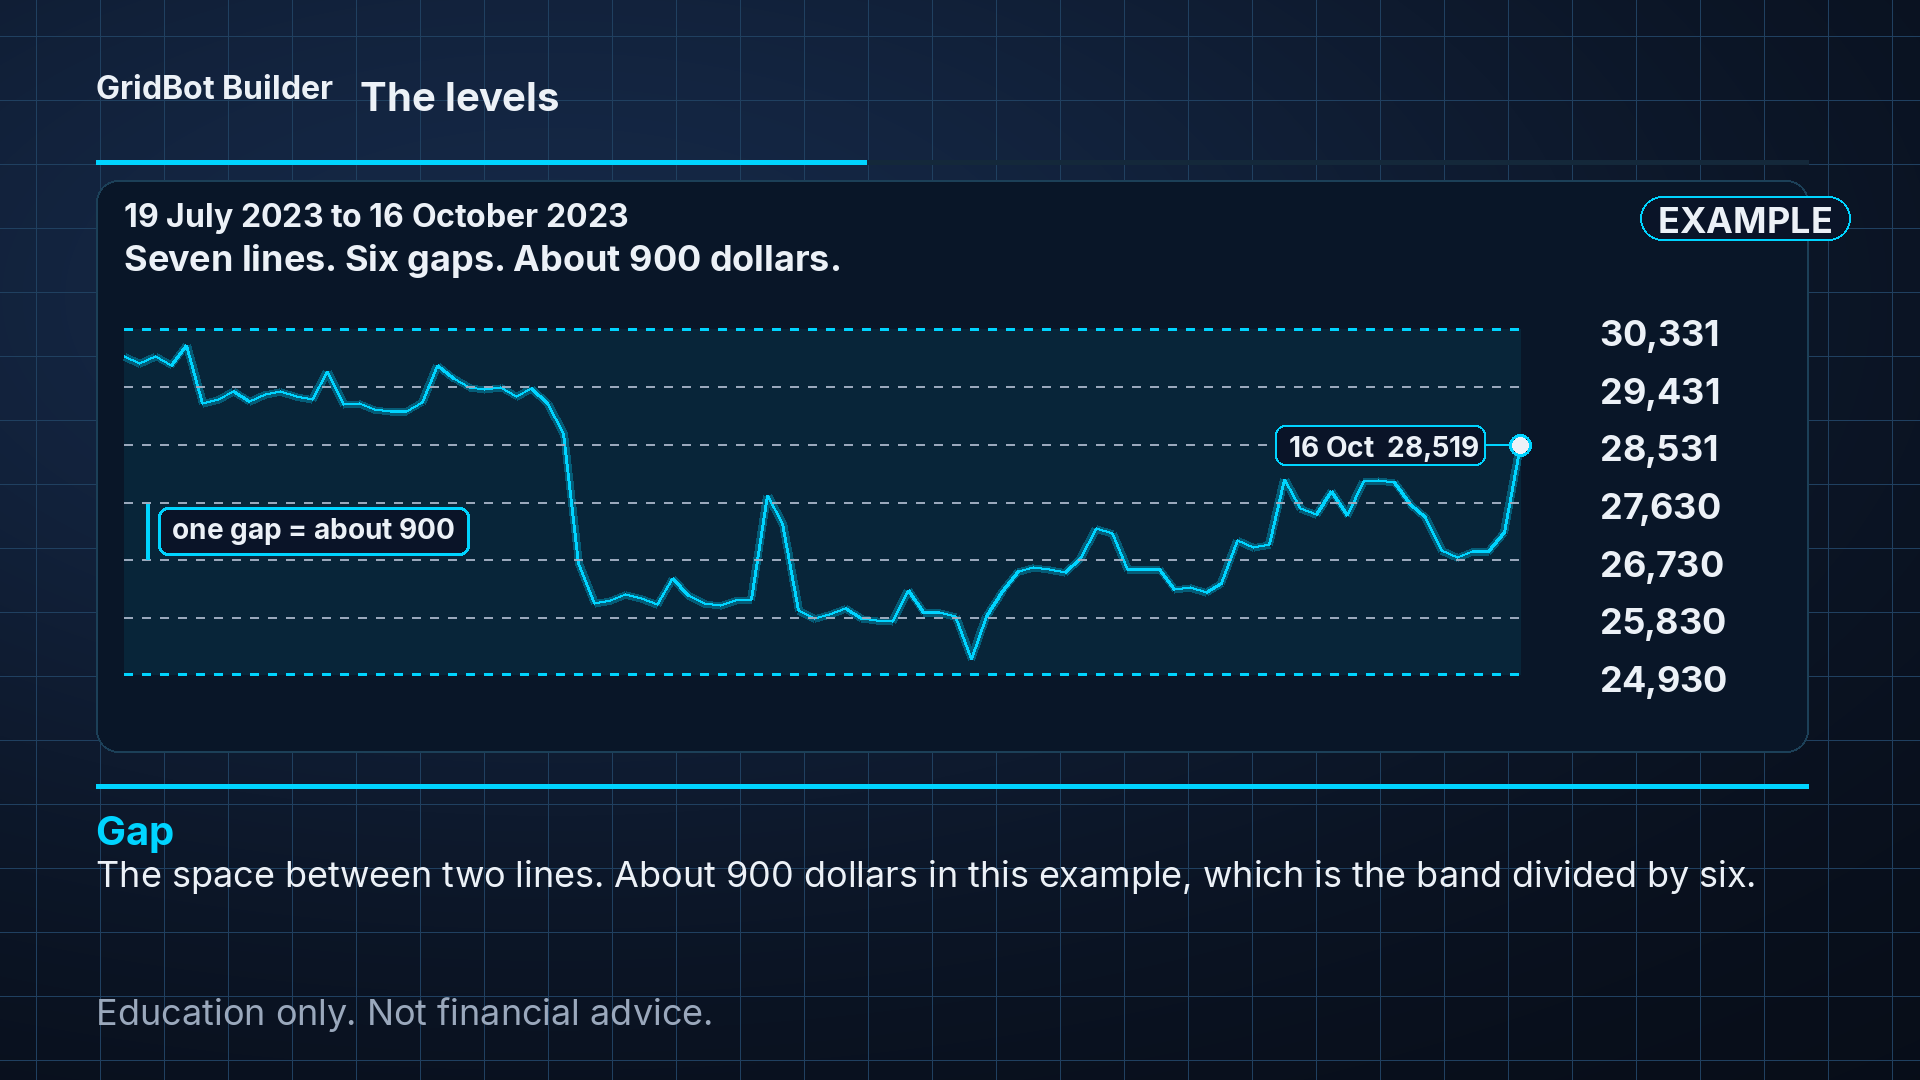 GridBot Builder
The levels
19 July 2023 to 16 October 2023
EXAMPLE
Seven lines. Six gaps. About 900 dollars.
30,331
29,431
16 Oct 28,519
28,531
27,630
one gap = about 900
26,730
25,830
24,930
Gap
The space between two lines. About 900 dollars in this example, which is the band divided by six.
Education only. Not financial advice.